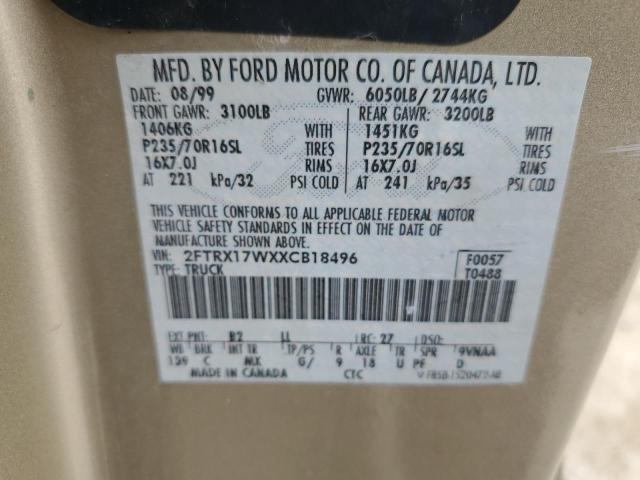 MFD. BY FORD MOTOR CO. OF CANADA, LTD.
DATE: 08/99 GVWR: 6050LB/ 2744KG
FRONT GAWR: 3100LB REAR GAWR: 3200LB
1406KG WITH 1451KG WITH
P235/70R16SL TIRES P235/70R16SL TIRES
16X7.0J RIMS 16X7.0J RIMS
AT 221 kPa/32 PSI COLD AT 241 kPa/35 PSI COLD
THIS VEHICLE CONFORMS TO ALL APPLICABLE FEDERAL MOTOR
VEHICLE SAFETY STANDARDS IN EFFECT ON THE DATE OF
MANUFACTURE SHOWN ABOVE.
VIN: 2FTRX17WXXCB18496 F0057
TYPE: TRUCK T0488
EXT PNT: B2 LL RC: 27 DSO:
WB BRK INT TR TP/PS R AXLE TR SPR 9VNAA
139 C MX G/ 9 18 U PF D
MADE IN CANADA CTC